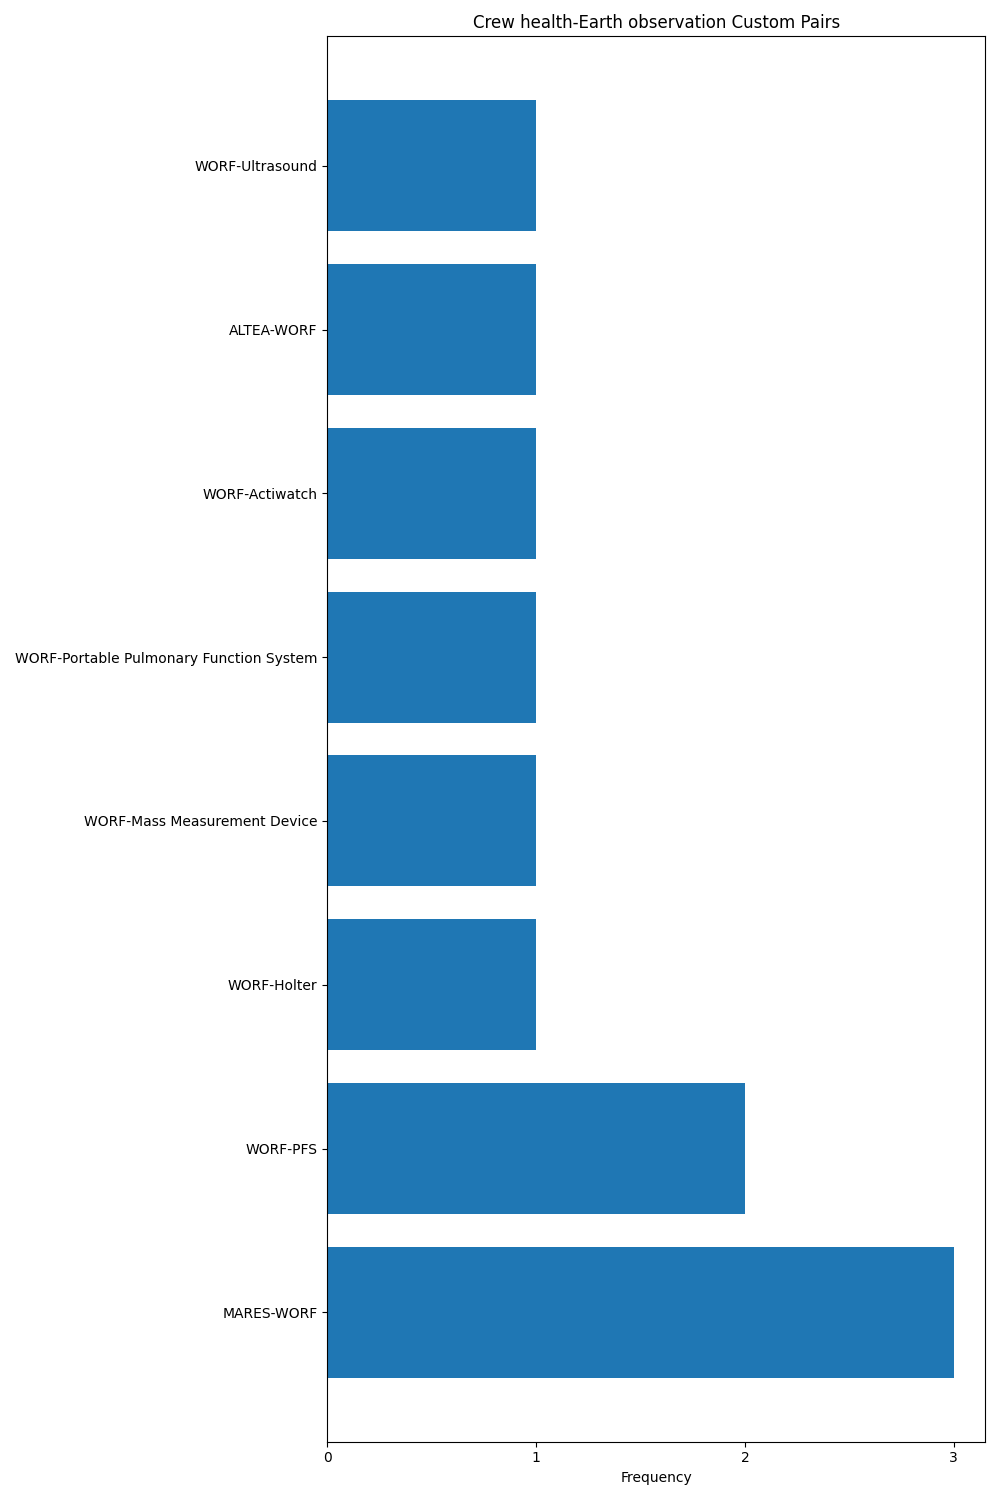 Crew health-Earth observation Custom Pairs
WORF-Ultrasound
ALTEA-WORF
WORF-Actiwatch
WORF-Portable Pulmonary Function System
WORF-Mass Measurement Device
WORF-Holter
WORF-PFS
MARES-WORF
0 1 2 3
Frequency